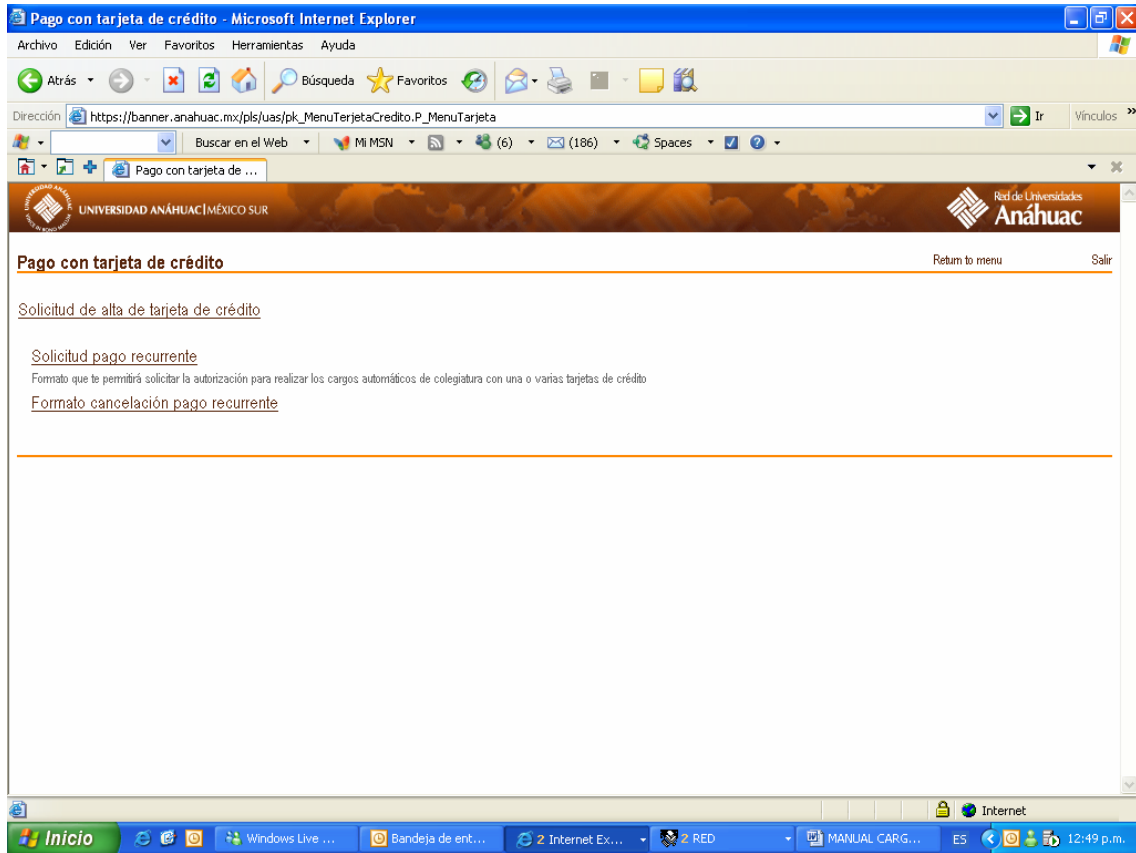 Pago con tarjeta de crédito - Microsoft Internet Explorer
Archivo Edición Ver Favoritos Herramientas Ayuda
Atrás Búsqueda Favoritos
Dirección https://banner.anahuac.mx/pls/uas/pk_MenuTerjetaCredito.P_MenuTarjeta Ir Vínculos »
Buscar en el Web Mi MSN (6) (186) Spaces
Pago con tarjeta de ...
UNIVERSIDAD ANÁHUAC|MÉXICO SUR
Red de Universidades
Anáhuac
Pago con tarjeta de crédito Return to menu Salir
Solicitud de alta de tarjeta de crédito
Solicitud pago recurrente
Formato que te permitirá solicitar la autorización para realizar los cargos automáticos de colegiatura con una o varias tarjetas de crédito
Formato cancelación pago recurrente
Internet
Inicio Windows Live ... Bandeja de ent... 2 Internet Ex... 2 RED MANUAL CARG... ES 12:49 p.m.